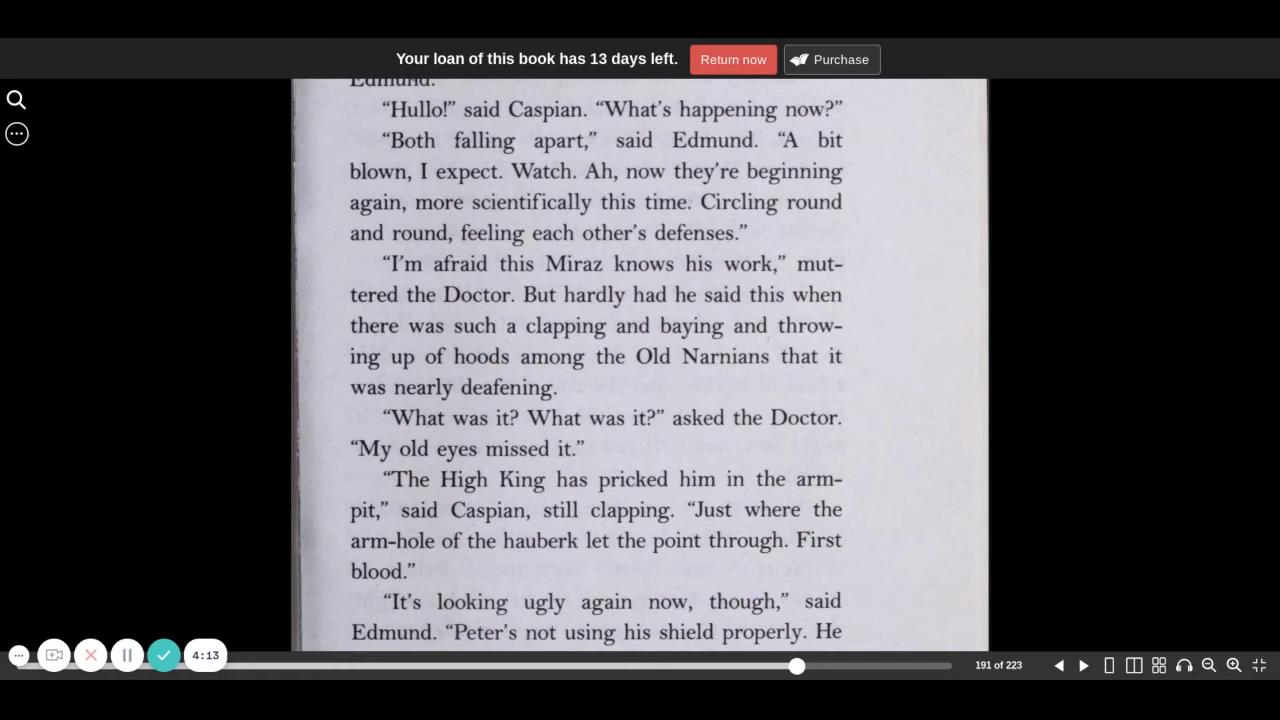 Your loan of this book has 13 days left. Return now Purchase
Edmund.
“Hullo!” said Caspian. “What’s happening now?”
“Both falling apart,” said Edmund. “A bit
blown, I expect. Watch. Ah, now they’re beginning
again, more scientifically this time. Circling round
and round, feeling each other’s defenses.”
“I’m afraid this Miraz knows his work,” mut-
tered the Doctor. But hardly had he said this when
there was such a clapping and baying and throw-
ing up of hoods among the Old Narnians that it
was nearly deafening.
“What was it? What was it?” asked the Doctor.
“My old eyes missed it.”
“The High King has pricked him in the arm-
pit,” said Caspian, still clapping. “Just where the
arm-hole of the hauberk let the point through. First
blood.”
“It’s looking ugly again now, though,” said
Edmund. “Peter’s not using his shield properly. He
4:13
191 of 223